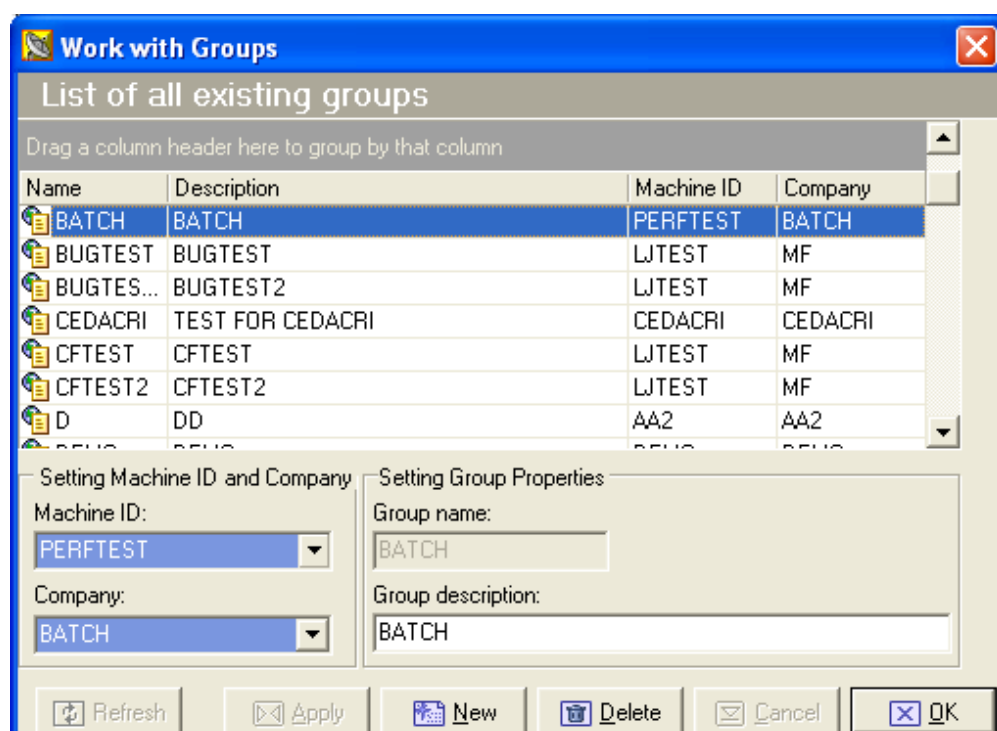 Work with Groups
List of all existing groups
Drag a column header here to group by that column
Name Description Machine ID Company
BATCH BATCH PERFTEST BATCH
BUGTEST BUGTEST LJTEST MF
BUGTES... BUGTEST2 LJTEST MF
CEDACRI TEST FOR CEDACRI CEDACRI CEDACRI
CFTEST CFTEST LJTEST MF
CFTEST2 CFTEST2 LJTEST MF
D DD AA2 AA2
Setting Machine ID and Company Setting Group Properties
Machine ID: Group name:
PERFTEST BATCH
Company: Group description:
BATCH BATCH
Refresh Apply New Delete Cancel OK